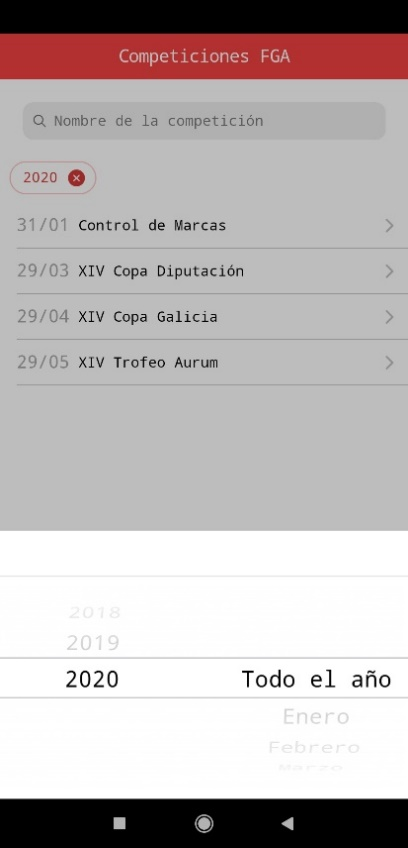 Competiciones FGA
Nombre de la competición
2020
31/01 Control de Marcas
29/03 XIV Copa Diputación
29/04 XIV Copa Galicia
29/05 XIV Trofeo Aurum
2018
2019
2020 Todo el año
Enero
Febrero
Marzo